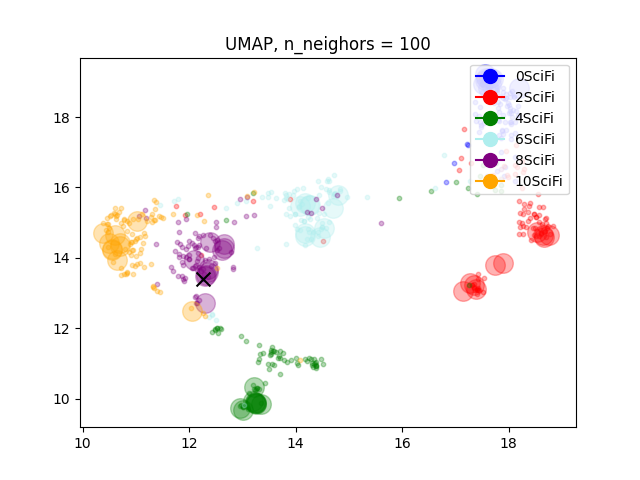 UMAP, n_neighors = 100
0SciFi
2SciFi
4SciFi
6SciFi
8SciFi
10SciFi
18
16
14
12
10
10 12 14 16 18